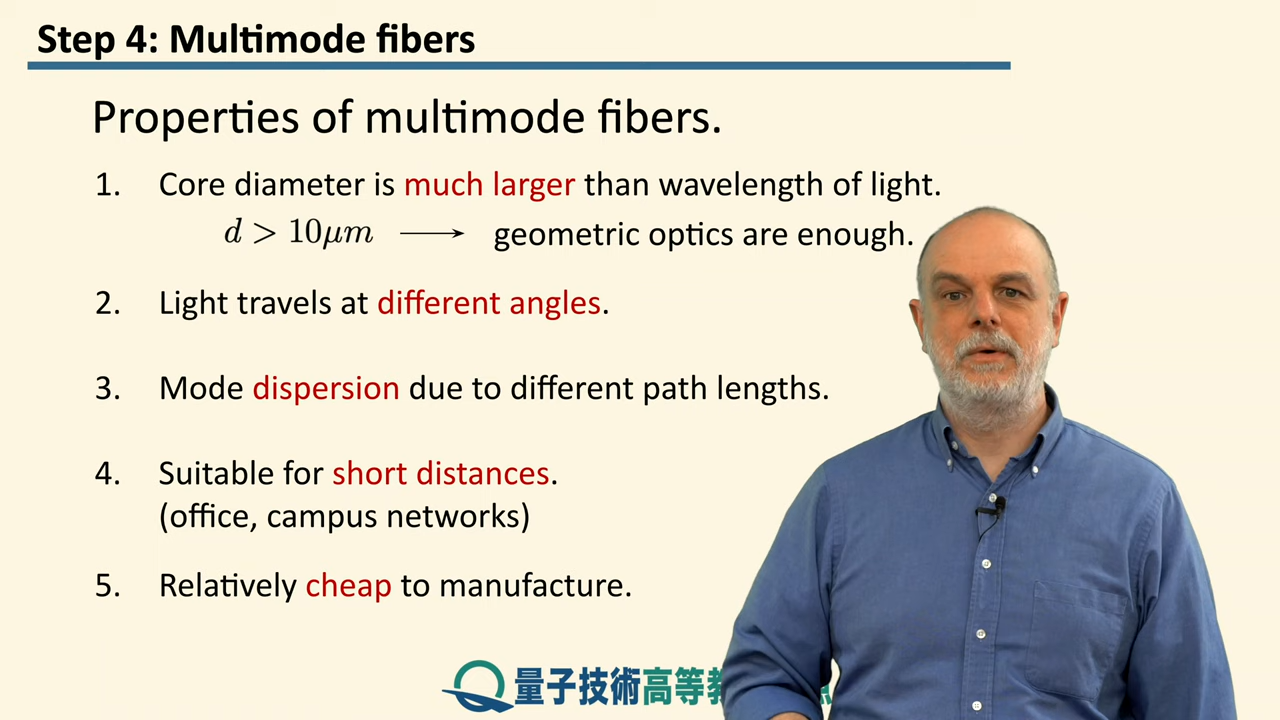 Step 4: Multimode fibers
Properties of multimode fibers.
1. Core diameter is much larger than wavelength of light.
d > 10μm ⟶ geometric optics are enough.
2. Light travels at different angles.
3. Mode dispersion due to different path lengths.
4. Suitable for short distances.
(office, campus networks)
5. Relatively cheap to manufacture.
量子技術高等